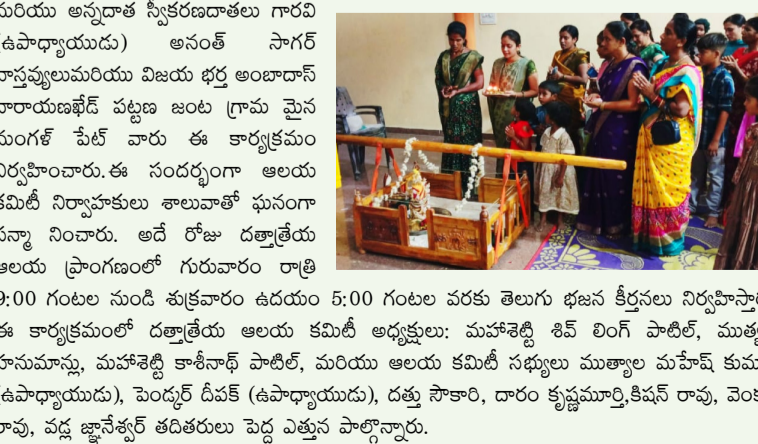 మరియు అన్నదాత స్వీకరణదాతలు గారవి
(ఉపాధ్యాయుడు) అనంత్ సాగర్
వాస్తవ్యులుమరియు విజయ భర్త అంబాదాస్
నారాయణఖేడ్ పట్టణ జంట గ్రామ మైన
మంగళ్ పేట్ వారు ఈ కార్యక్రమం
నిర్వహించారు.ఈ సందర్భంగా ఆలయ
కమిటీ నిర్వాహకులు శాలువాతో ఘనంగా
సన్మా నించారు. అదే రోజు దత్తాత్రేయ
ఆలయ ప్రాంగణంలో గురువారం రాత్రి
9:00 గంటల నుండి శుక్రవారం ఉదయం 5:00 గంటల వరకు తెలుగు భజన కీర్తనలు
ఈ కార్యక్రమంలో దత్తాత్రేయ ఆలయ కమిటీ అధ్యక్షులు: మహాశెట్టి శివ్ లింగ్ పాటిల్,
హనుమాన్లు, మహాశెట్టి కాశీనాథ్ పాటిల్, మరియు ఆలయ కమిటీ సభ్యులు ముత్యాల మహేష్
(ఉపాధ్యాయుడు), పెండ్కర్ దీపక్ (ఉపాధ్యాయుడు), దత్తు సౌకారి, దారం కృష్ణమూర్తి,కిషన్ రావు,
రావు, వడ్ల జ్ఞానేశ్వర్ తదితరులు పెద్ద ఎత్తున పాల్గొన్నారు.